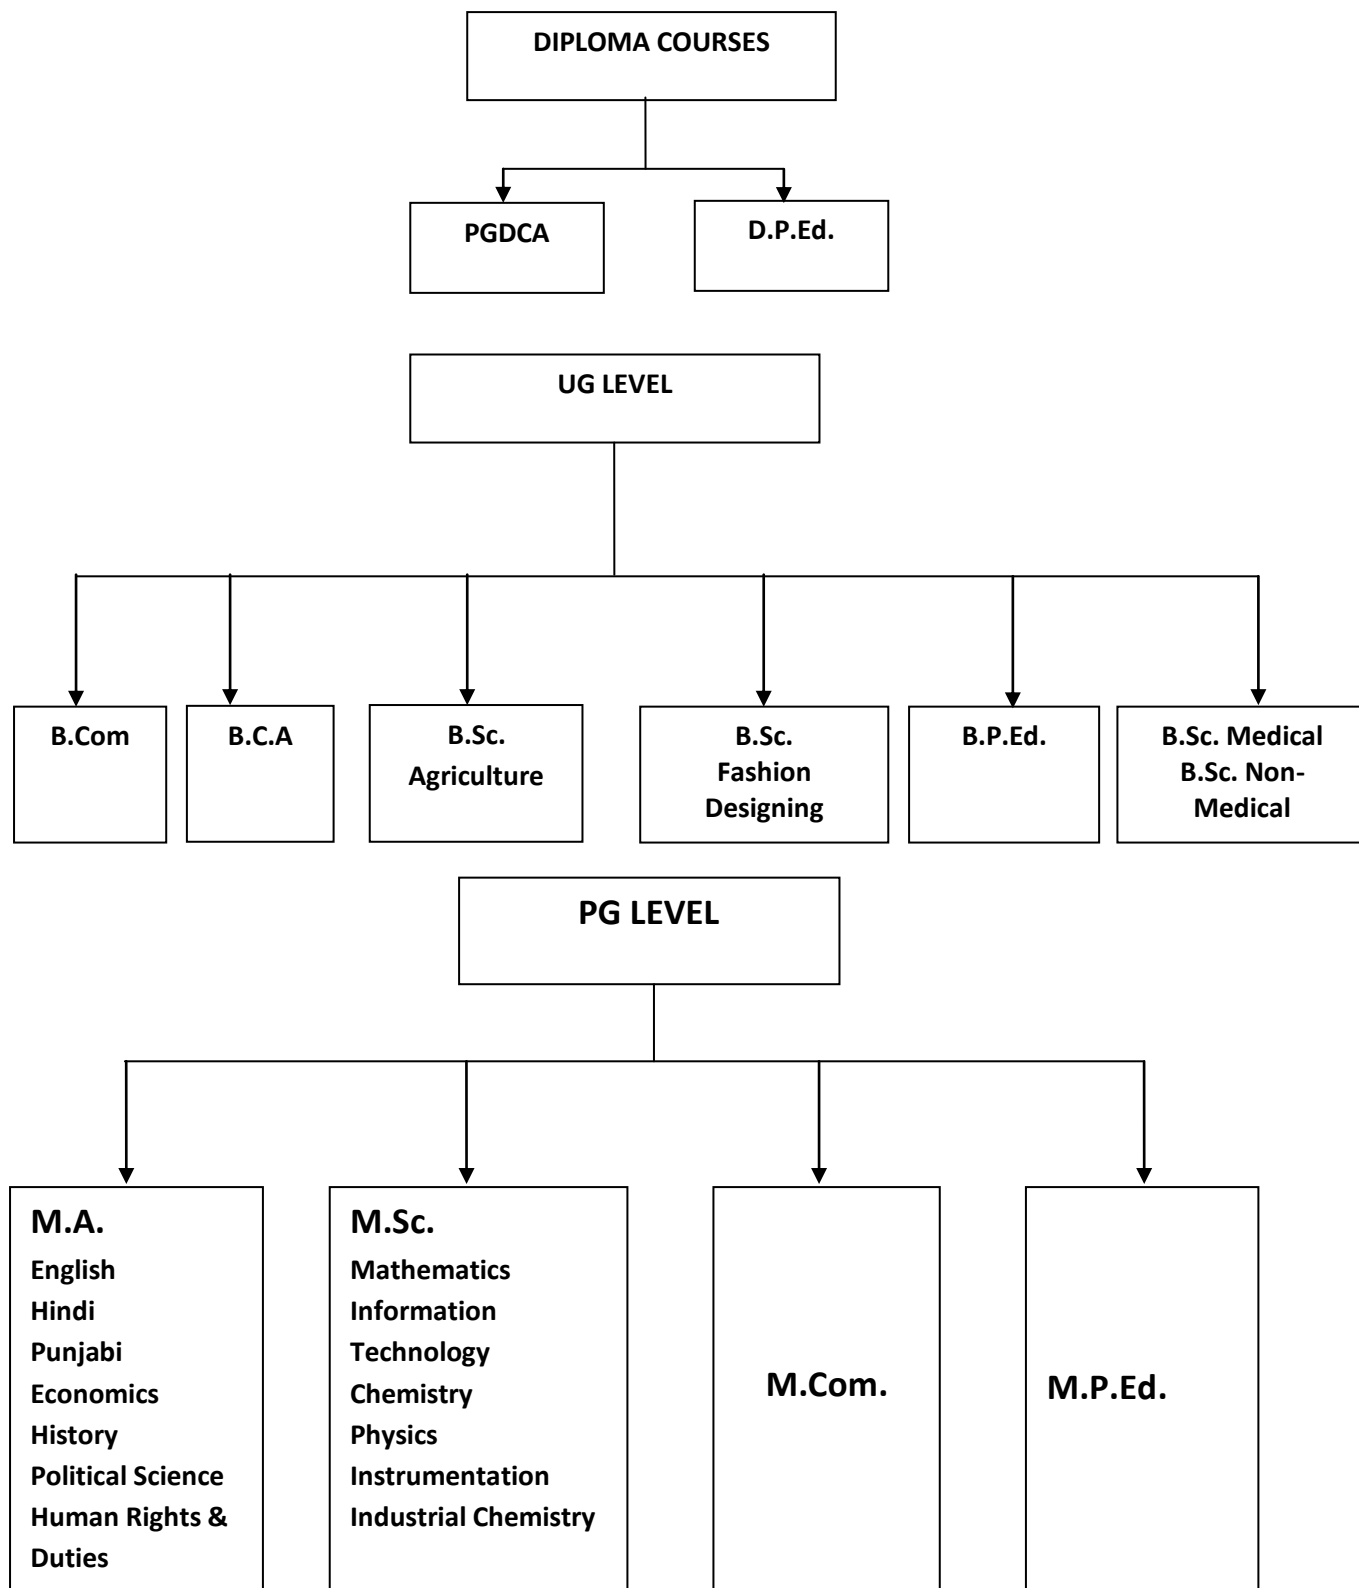 DIPLOMA COURSES
PGDCA
D.P.Ed.
UG LEVEL
B.Com
B.C.A
B.Sc.
Agriculture
B.Sc.
Fashion
Designing
B.P.Ed.
B.Sc. Medical
B.Sc. Non-
Medical
PG LEVEL
M.A.
English
Hindi
Punjabi
Economics
History
Political Science
Human Rights &
Duties
M.Sc.
Mathematics
Information
Technology
Chemistry
Physics
Instrumentation
Industrial Chemistry
M.Com.
M.P.Ed.